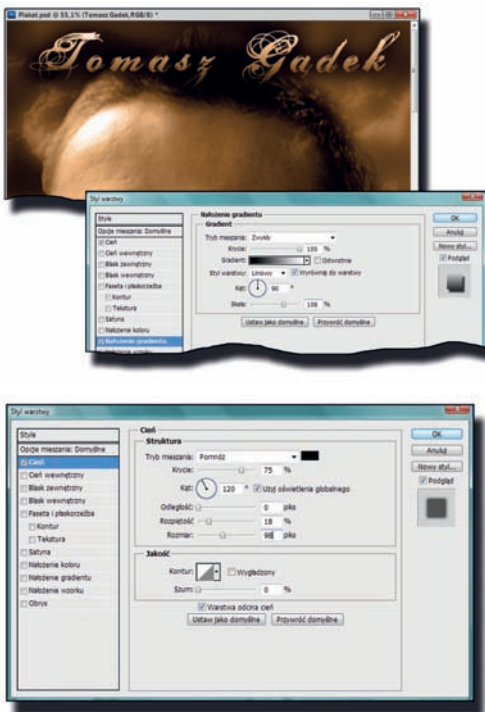 Plakat.psd @ 55,1% (Tomasz Gadek, RGB/8) *
Tomasz Gadek
Styl warstwy
Style
Opcje mieszania: Domyślne
Cień
Cień wewnętrzny
Blask zewnętrzny
Blask wewnętrzny
Faseta i płaskorzeźba
Kontur
Tekstura
Satyna
Nałożenie koloru
Nałożenie gradientu
Nałożenie wzorku
Nałożenie gradientu
Gradient
Tryb mieszania: Zwykły
Krycie: 100 %
Gradient: Odwrotnie
Styl warstwy: Liniowy Wyrównaj do warstwy
Kąt: 90 °
Skala: 100 %
Ustaw jako domyślne Przywróć domyślne
OK
Anuluj
Nowy styl...
Podgląd
Styl warstwy
Style
Opcje mieszania: Domyślne
Cień
Cień wewnętrzny
Blask zewnętrzny
Blask wewnętrzny
Faseta i płaskorzeźba
Kontur
Tekstura
Satyna
Nałożenie koloru
Nałożenie gradientu
Nałożenie wzorku
Obrys
Cień
Struktura
Tryb mieszania: Pomnóż
Krycie: 75 %
Kąt: 120 ° Użyj oświetlenia globalnego
Odległość: 0 piks
Rozpiętość: 18 %
Rozmiar: 98 piks
Jakość
Kontur: Wygładzony
Szum: 0 %
Warstwa odcina cień
Ustaw jako domyślne Przywróć domyślne
OK
Anuluj
Nowy styl...
Podgląd